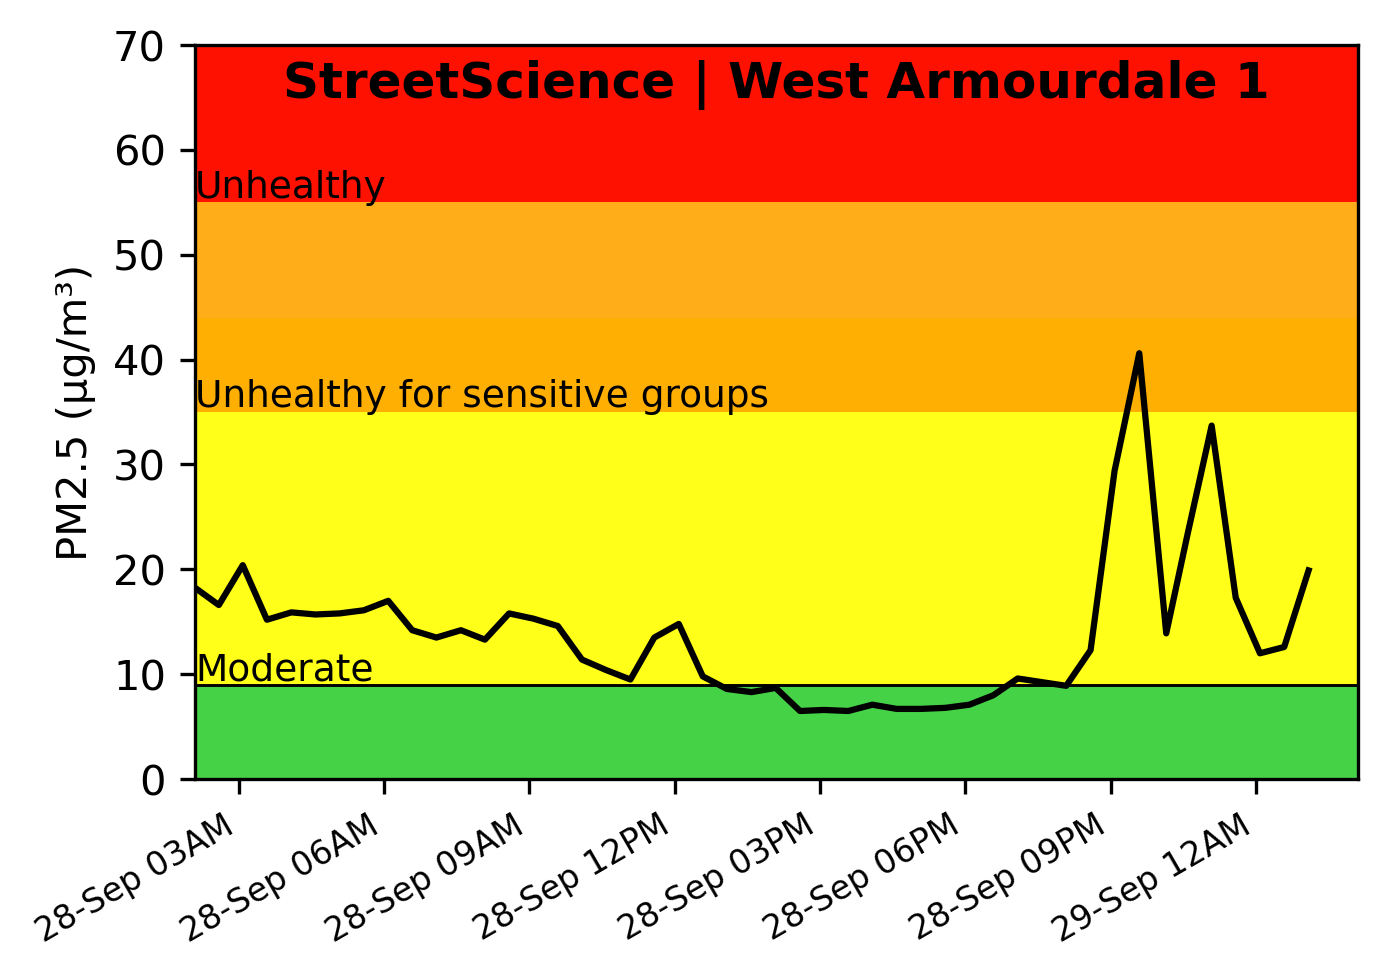 StreetScience | West Armourdale 1
70
60
50
40
30
20
10
0
PM2.5 (µg/m³)
Unhealthy
Unhealthy for sensitive groups
Moderate
28-Sep 03AM
28-Sep 06AM
28-Sep 09AM
28-Sep 12PM
28-Sep 03PM
28-Sep 06PM
28-Sep 09PM
29-Sep 12AM